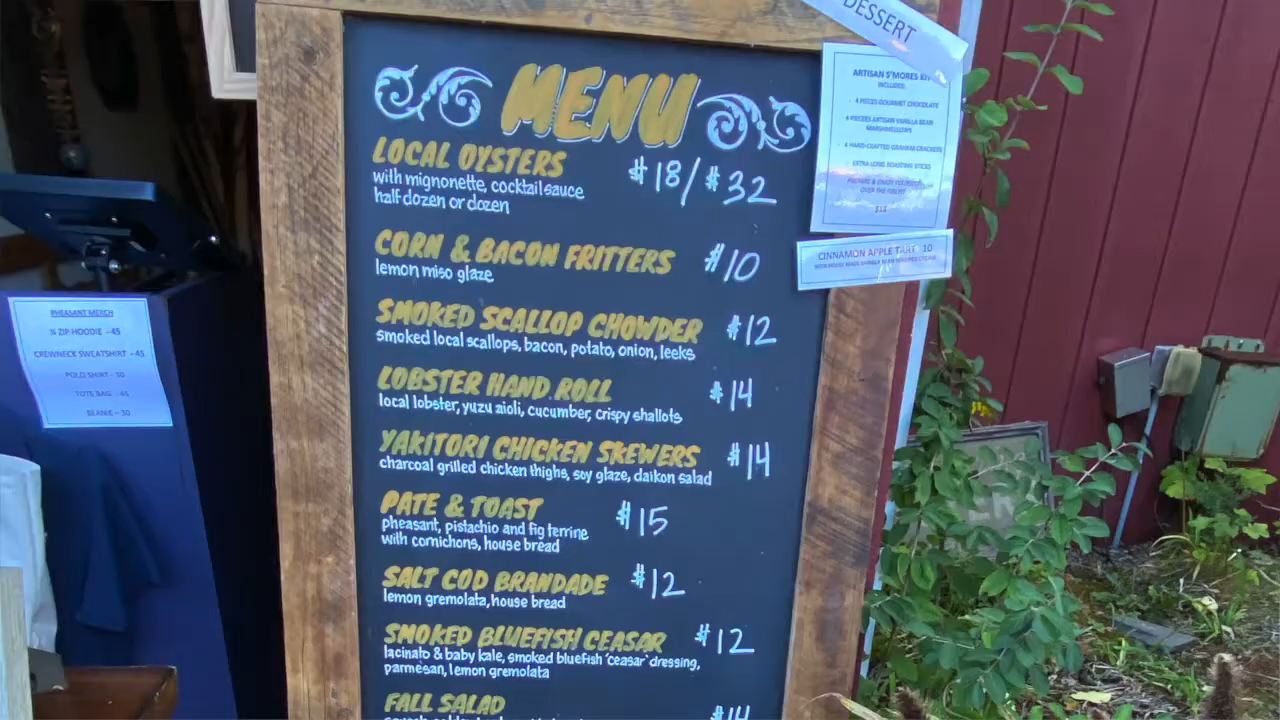 MENU
LOCAL OYSTERS $18/$32
with mignonette, cocktail sauce
half dozen or dozen
CORN & BACON FRITTERS $10
lemon miso glaze
SMOKED SCALLOP CHOWDER $12
smoked local scallops, bacon, potato, onion, leeks
LOBSTER HAND ROLL $14
local lobster, yuzu aioli, cucumber, crispy shallots
YAKITORI CHICKEN SKEWERS $14
charcoal grilled chicken thighs, soy glaze, daikon salad
PATE & TOAST $15
pheasant, pistachio and fig terrine
with cornichons, house bread
SALT COD BRANDADE $12
lemon gremolata, house bread
SMOKED BLUEFISH CEASAR $12
lacinato & baby kale, smoked bluefish 'ceasar' dressing,
parmesan, lemon gremolata
FALL SALAD $14
DESSERT
ARTISAN S'MORES KIT
INCLUDES:
4 PIECES GOURMET CHOCOLATE
4 PIECES ARTISAN VANILLA BEAN
MARSHMELLOWS
4 HAND-CRAFTED GRAHAM CRACKERS
EXTRA LONG ROASTING STICKS
OVER THE FIREPIT
CINNAMON APPLE TART 10
PHEASANT MERCH
¼ ZIP HOODIE - 45
CREWNECK SWEATSHIRT - 45
POLO SHIRT - 30
TOTE BAG - 45
BEANIE - 30